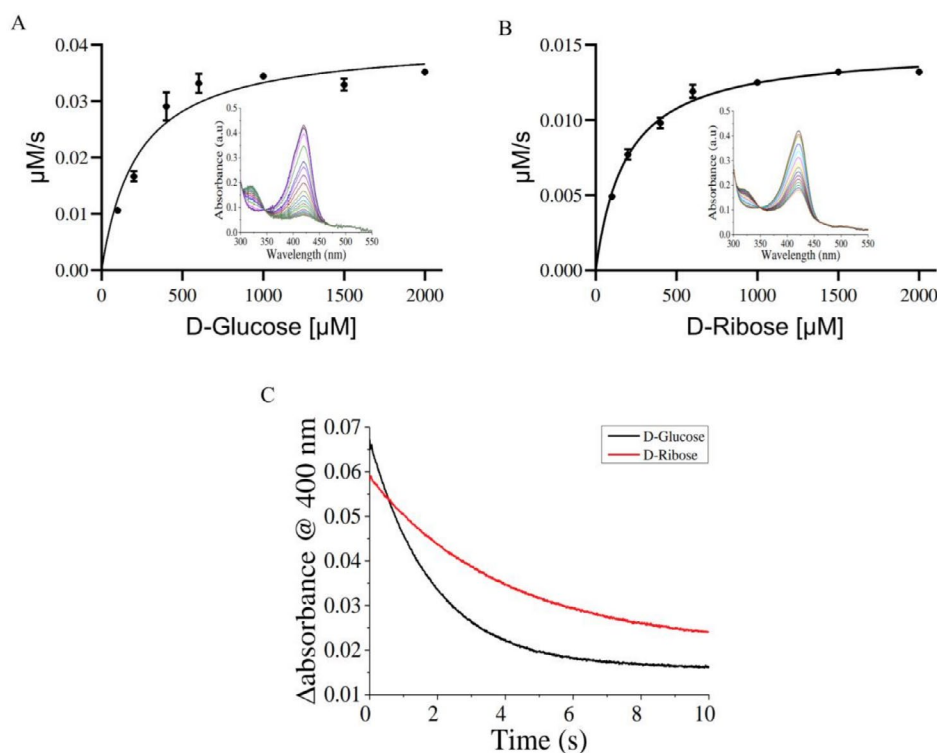 A
0.04
0.03
0.02
0.01
0.00
µM/s
0 500 1000 1500 2000
D-Glucose [µM]
0.5
0.4
0.3
0.2
0.1
0.0
Absorbance (a.u)
300 350 400 450 500 550
Wavelength (nm)
B
0.015
0.010
0.005
0.000
µM/s
0 500 1000 1500 2000
D-Ribose [µM]
0.5
0.4
0.3
0.2
0.1
0.0
Absorbance (a.u)
300 350 400 450 500 550
Wavelength (nm)
C
0.07
0.06
0.05
0.04
0.03
0.02
0.01
Δabsorbance @ 400 nm
D-Glucose
D-Ribose
0 2 4 6 8 10
Time (s)